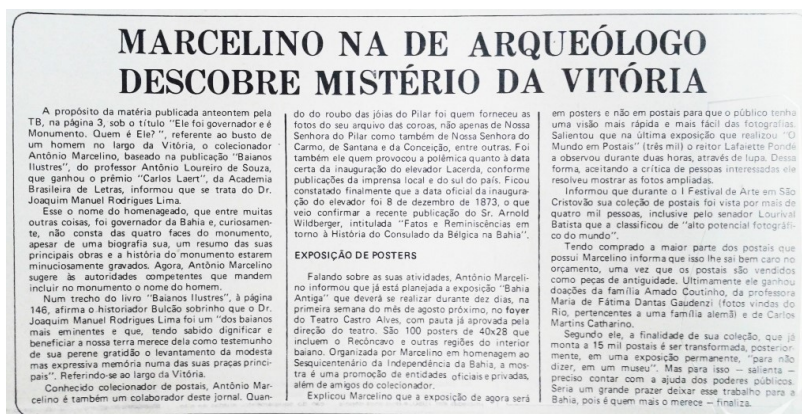 MARCELINO NA DE ARQUEÓLOGO
DESCOBRE MISTÉRIO DA VITÓRIA
A propósito da matéria publicada anteontem pela
TB, na página 3, sob o título "Ele foi governador e é
Monumento. Quem é Ele?", referente ao busto de
um homem no largo da Vitória, o colecionador
Antônio Marcelino, baseado na publicação "Baianos
Ilustres", do professor Antônio Loureiro de Souza,
que ganhou o prêmio "Carlos Laert", da Academia
Brasileira de Letras, informou que se trata do Dr.
Joaquim Manuel Rodrigues Lima.
Esse o nome do homenageado, que entre muitas
outras coisas, foi governador da Bahia e, curiosamen-
te, não consta das quatro faces do monumento,
apesar de uma biografia sua, um resumo das suas
principais obras e a história do monumento estarem
minuciosamente gravados. Agora, Antônio Marcelino
sugere às autoridades competentes que mandem
incluir no monumento o nome do homem.
Num trecho do livro "Baianos Ilustres", à página
146, afirma o historiador Bulcão sobrinho que o Dr.
Joaquim Manuel Rodrigues Lima foi um "dos baianos
mais eminentes e que, tendo sabido dignificar e
beneficiar a nossa terra merece dela como testemunho
de sua perene gratidão o levantamento da modesta
mas expressiva memória numa das suas praças princi-
pais". Referindo-se ao largo da Vitória.
Conhecido colecionador de postais, Antônio Mar-
celino é também um colaborador deste jornal. Quan-
do do roubo das jóias do Pilar foi quem forneceu as
fotos do seu arquivo das coroas, não apenas de Nossa
Senhora do Pilar como também de Nossa Senhora do
Carmo, de Santana e da Conceição, entre outras. Foi
também ele quem provocou a polêmica quanto à data
certa da inauguração do elevador Lacerda, conforme
publicações da imprensa local e do sul do país. Ficou
constatado finalmente que a data oficial da inaugura-
ção do elevador foi 8 de dezembro de 1873, o que
veio confirmar a recente publicação do Sr. Arnold
Wildberger, intitulada "Fatos e Reminiscências em
torno à História do Consulado da Bélgica na Bahia".
EXPOSIÇÃO DE POSTERS
Falando sobre as suas atividades, Antônio Marceli-
no informou que já está planejada a exposição "Bahia
Antiga" que deverá se realizar durante dez dias, na
primeira semana do mês de agosto próximo, no foyer
do Teatro Castro Alves, com pauta já aprovada pela
direção do teatro. São 100 posters de 40x28 que
incluem o Recôncavo e outras regiões do interior
baiano. Organizada por Marcelino em homenagem ao
Sesquicentenário da Independência da Bahia, a mos-
tra é uma promoção de entidades oficiais e privadas,
além de amigos do colecionador.
Explicou Marcelino que a exposição de agora será
em posters e não em postais para que o público tenha
uma visão mais rápida e mais fácil das fotografias.
Salientou que na última exposição que realizou "O
Mundo em Postais" (três mil) o reitor Lafaiette Pondé
a observou durante duas horas, através de lupa. Dessa
forma, aceitando a crítica de pessoas interessadas ele
resolveu mostrar as fotos ampliadas.
Informou que durante o I Festival de Arte em São
Cristóvão sua coleção de postais foi vista por mais de
quatro mil pessoas, inclusive pelo senador Lourival
Batista que a classificou de "alto potencial fotográfi-
co do mundo".
Tendo comprado a maior parte dos postais que
possui Marcelino informa que isso lhe sai bem caro no
orçamento, uma vez que os postais são vendidos
como peças de antiguidade. Ultimamente ele ganhou
doações da família Amado Coutinho, da professora
Maria de Fátima Dantas Gaudenzi (fotos vindas do
Rio, pertencentes a uma família alemã) e de Carlos
Martins Catharino.
Segundo ele, a finalidade de sua coleção, que já
monta a 15 mil postais é ser transformada, posterior-
mente, em uma exposição permanente, "para não
dizer, em um museu". Mas para isso — salienta —
preciso contar com a ajuda dos poderes públicos.
Seria um grande prazer deixar esse trabalho para a
Bahia, pois é quem mais o merece — finaliza.